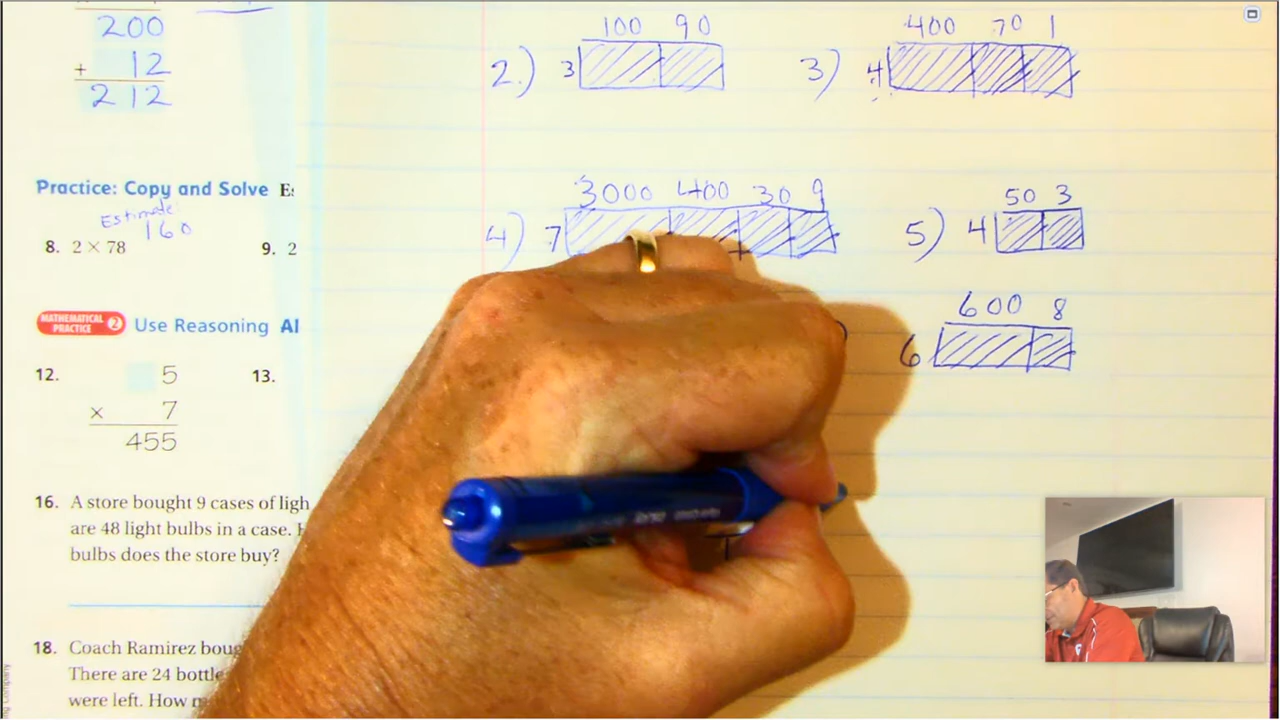 200
+ 12
212
Practice: Copy and Solve Es
Estimate:
160
8. 2 × 78
9. 2
MATHEMATICAL PRACTICE 2 Use Reasoning Al
12. 5
× 7
455
13.
16. A store bought 9 cases of ligh
are 48 light bulbs in a case. H
bulbs does the store buy?
18. Coach Ramirez boug
There are 24 bottle
were left. How
100 90
2.) 3
400 70 1
3) 4
3000 400 30 9
4) 7
50 3
5) 4
600 8
6